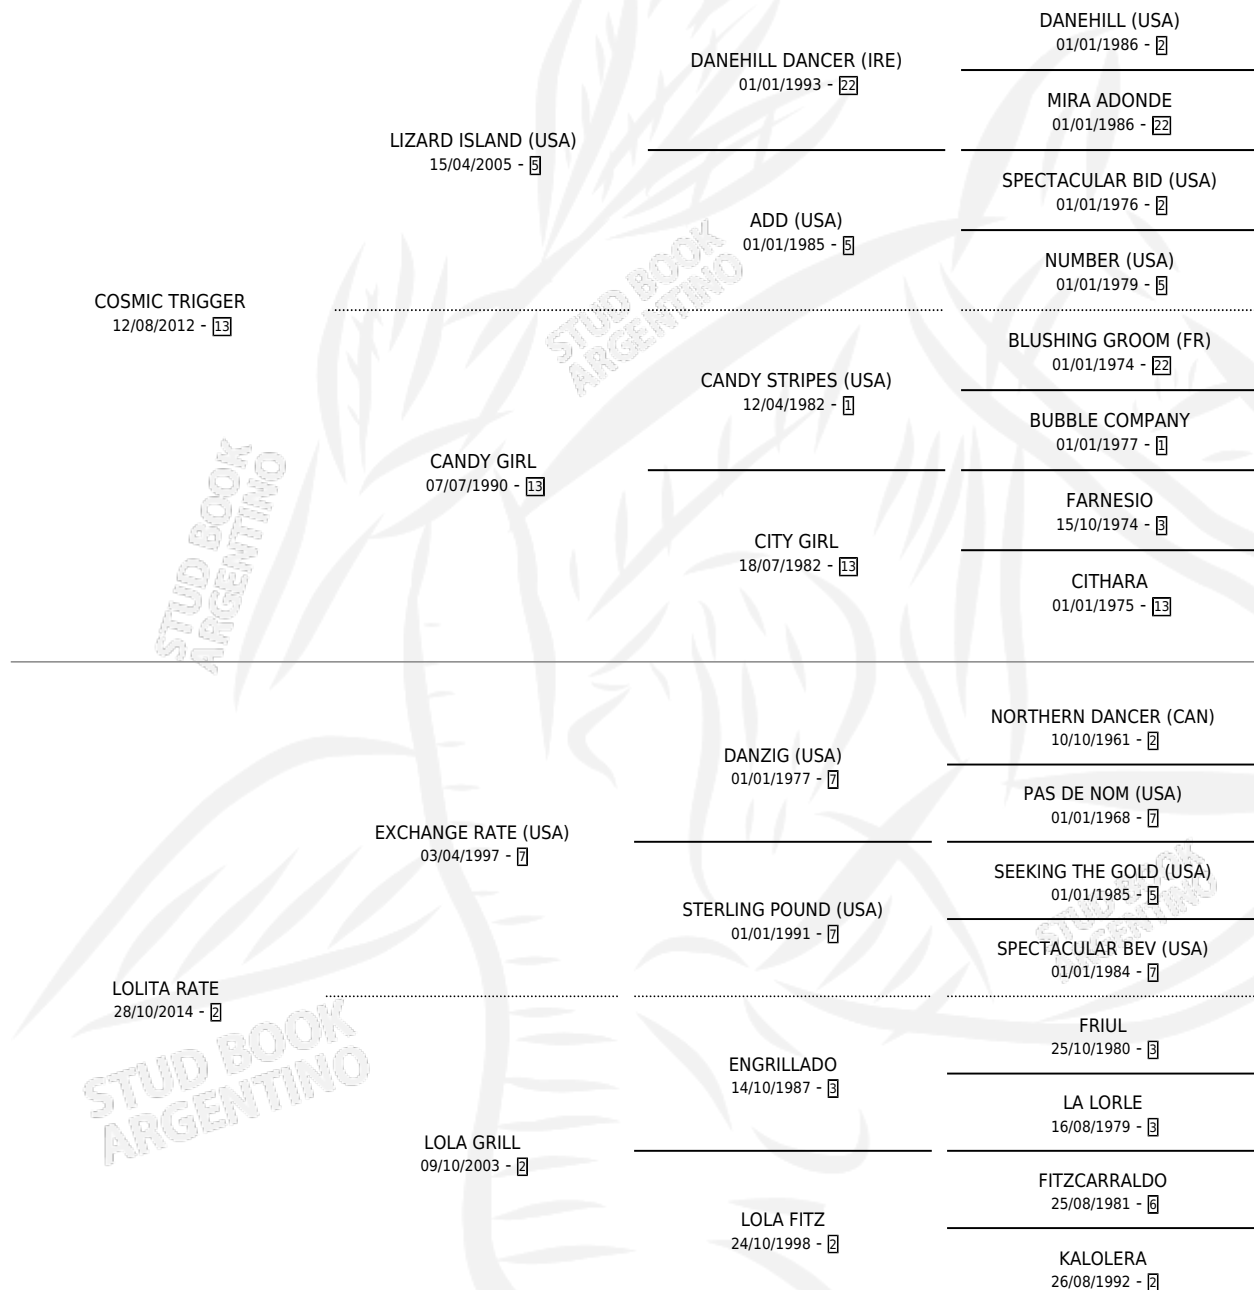 DANEHILL (USA)
01/01/1986 - 2
DANEHILL DANCER (IRE)
01/01/1993 - 22
MIRA ADONDE
01/01/1986 - 22
LIZARD ISLAND (USA)
15/04/2005 - 5
SPECTACULAR BID (USA)
01/01/1976 - 2
ADD (USA)
01/01/1985 - 5
NUMBER (USA)
01/01/1979 - 5
COSMIC TRIGGER
12/08/2012 - 13
BLUSHING GROOM (FR)
01/01/1974 - 22
CANDY STRIPES (USA)
12/04/1982 - 1
BUBBLE COMPANY
01/01/1977 - 1
CANDY GIRL
07/07/1990 - 13
FARNESIO
15/10/1974 - 3
CITY GIRL
18/07/1982 - 13
CITHARA
01/01/1975 - 13
STUD BOOK
ARGENTINO
STUD BOOK
ARGENTINO
NORTHERN DANCER (CAN)
10/10/1961 - 2
DANZIG (USA)
01/01/1977 - 7
PAS DE NOM (USA)
01/01/1968 - 7
EXCHANGE RATE (USA)
03/04/1997 - 7
SEEKING THE GOLD (USA)
01/01/1985 - 5
STERLING POUND (USA)
01/01/1991 - 7
SPECTACULAR BEV (USA)
01/01/1984 - 7
STUD BOOK
ARGENTINO
LOLITA RATE
28/10/2014 - 2
FRIUL
25/10/1980 - 3
ENGRILLADO
14/10/1987 - 3
LA LORLE
16/08/1979 - 3
LOLA GRILL
09/10/2003 - 2
FITZCARRALDO
25/08/1981 - 6
LOLA FITZ
24/10/1998 - 2
KALOLERA
26/08/1992 - 2
STUD BOOK
ARGENTINO